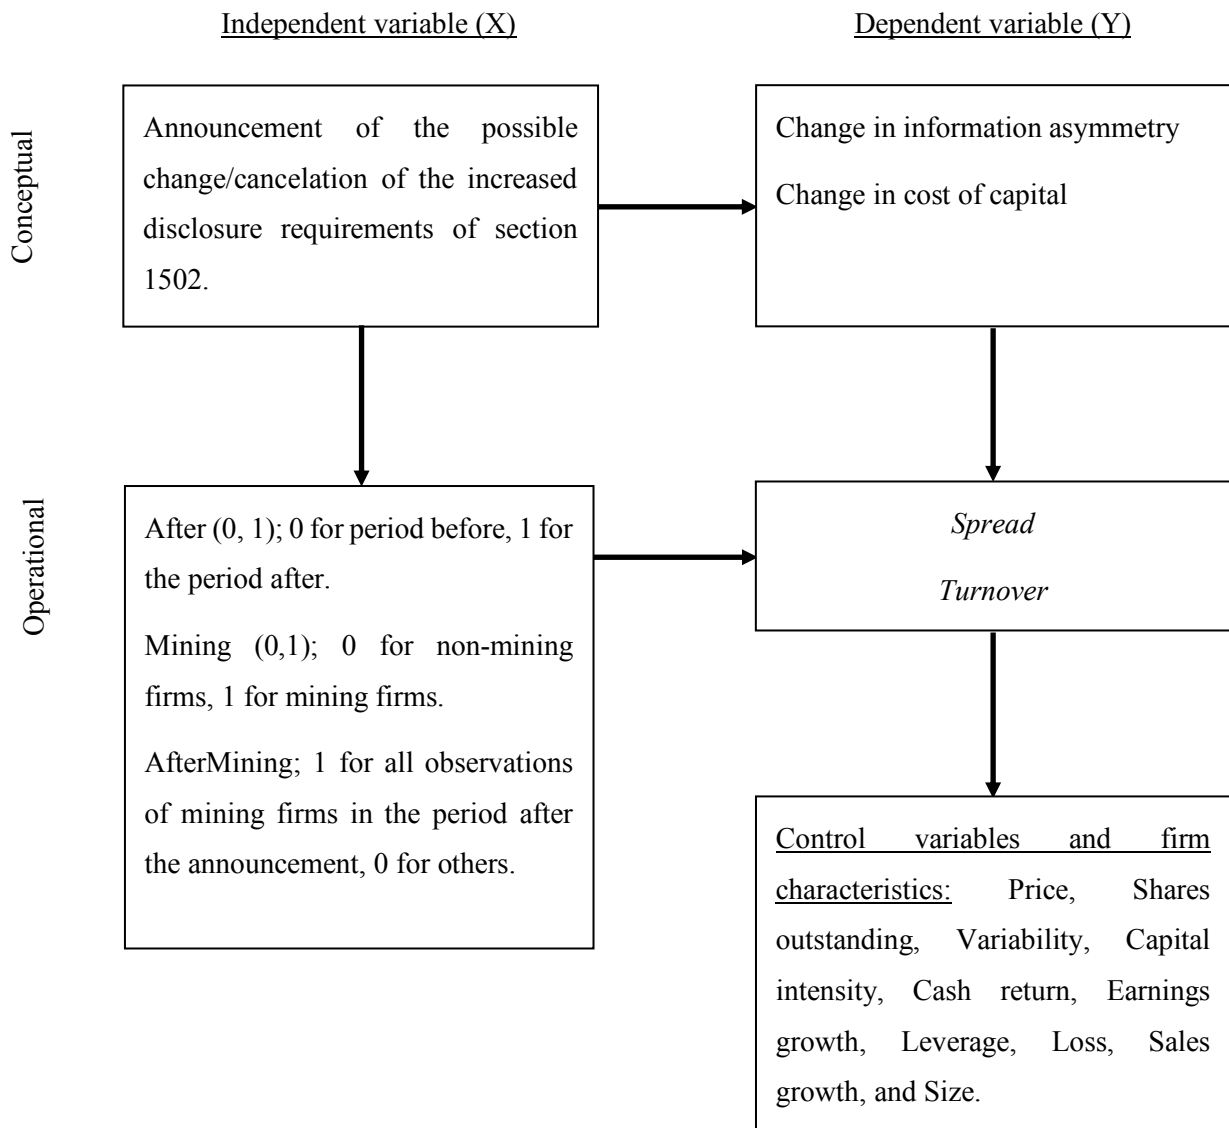 Independent variable (X)
Dependent variable (Y)
Conceptual
Announcement of the possible
change/cancelation of the increased
disclosure requirements of section
1502.
Change in information asymmetry
Change in cost of capital
Operational
After (0, 1); 0 for period before, 1 for
the period after.
Mining (0,1); 0 for non-mining
firms, 1 for mining firms.
AfterMining; 1 for all observations
of mining firms in the period after
the announcement, 0 for others.
Spread
Turnover
Control variables and firm
characteristics: Price, Shares
outstanding, Variability, Capital
intensity, Cash return, Earnings
growth, Leverage, Loss, Sales
growth, and Size.